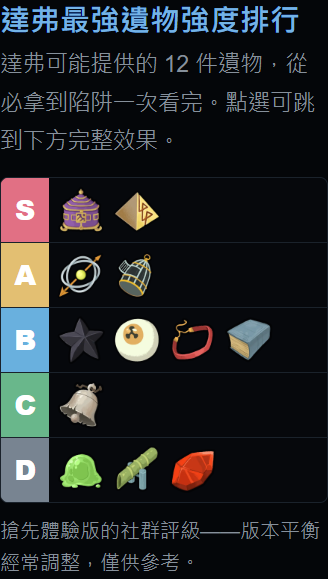 達弗最強遺物強度排行
達弗可能提供的 12 件遺物，從
必拿到陷阱一次看完。點選可跳
到下方完整效果。
S
A
B
C
D
搶先體驗版的社群評級——版本平衡
經常調整，僅供參考。